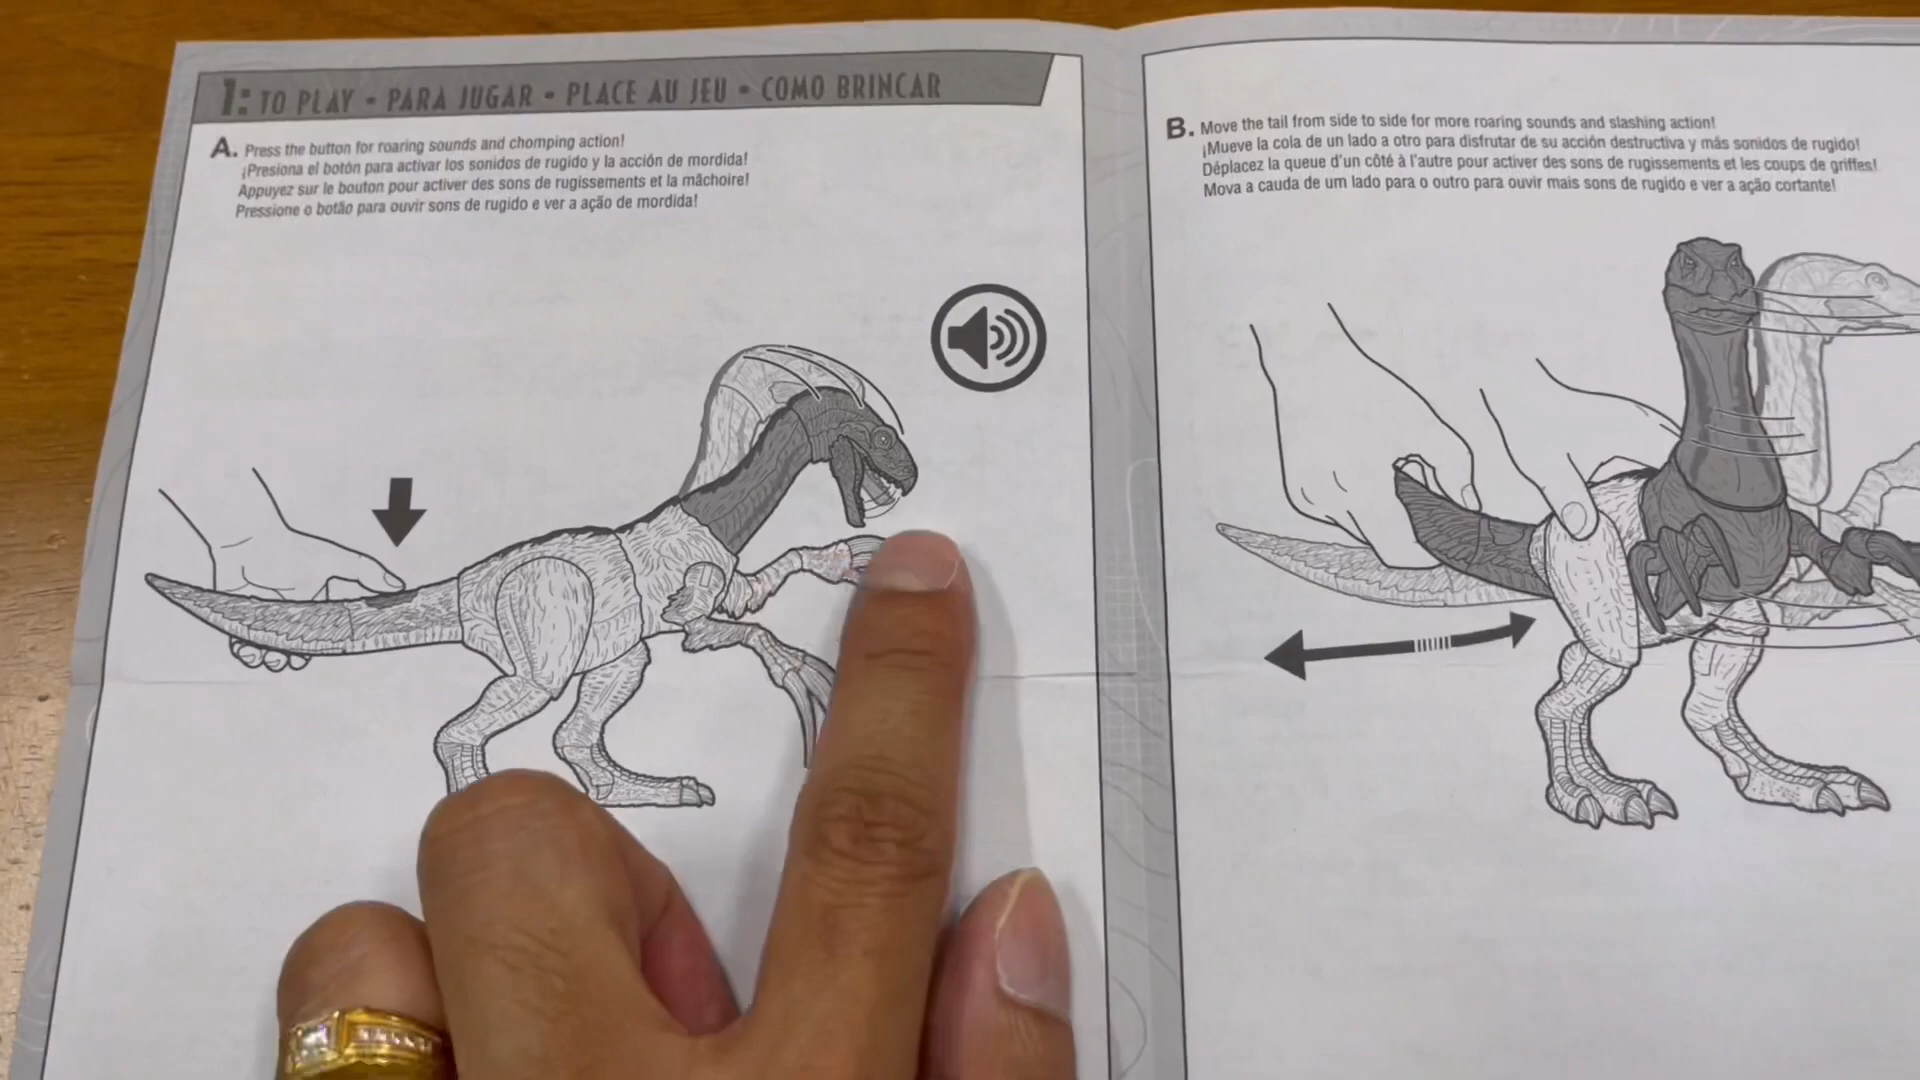 1: TO PLAY • PARA JUGAR • PLACE AU JEU • COMO BRINCAR
A. Press the button for roaring sounds and chomping action!
¡Presiona el botón para activar los sonidos de rugido y la acción de mordida!
Appuyez sur le bouton pour activer des sons de rugissements et la mâchoire!
Pressione o botão para ouvir sons de rugido e ver a ação de mordida!
B. Move the tail from side to side for more roaring sounds and slashing action!
¡Mueve la cola de un lado a otro para disfrutar de su acción destructiva y más sonidos de rugido!
Déplacez la queue d'un côté à l'autre pour activer des sons de rugissements et les coups de griffes!
Mova a cauda de um lado para o outro para ouvir mais sons de rugido e ver a ação cortante!